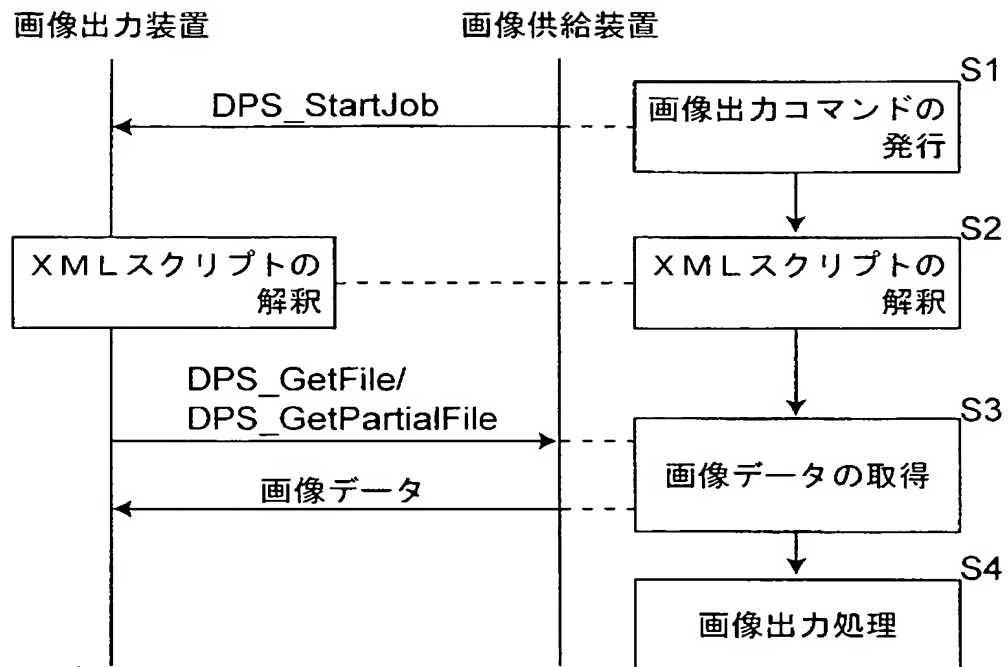 画像出力装置
画像供給装置
S1
DPS_StartJob
画像出力コマンドの
発行
S2
XMLスクリプトの
解釈
XMLスクリプトの
解釈
DPS_GetFile/
DPS_GetPartialFile
S3
画像データの取得
画像データ
S4
画像出力処理